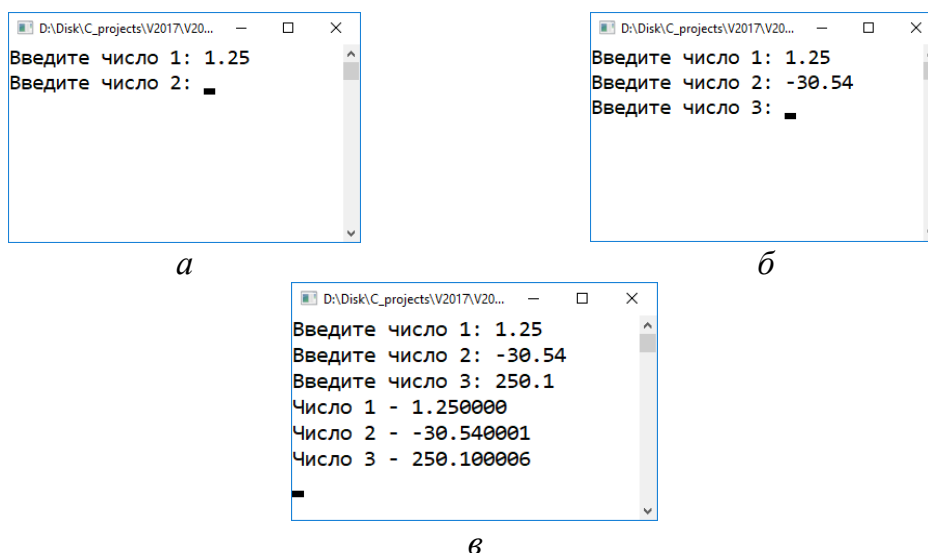 D:\Disk\C_projects\V2017\V20...
Введите число 1: 1.25
Введите число 2:
а
D:\Disk\C_projects\V2017\V20...
Введите число 1: 1.25
Введите число 2: -30.54
Введите число 3:
б
D:\Disk\C_projects\V2017\V20...
Введите число 1: 1.25
Введите число 2: -30.54
Введите число 3: 250.1
Число 1 - 1.250000
Число 2 - -30.540001
Число 3 - 250.100006
в